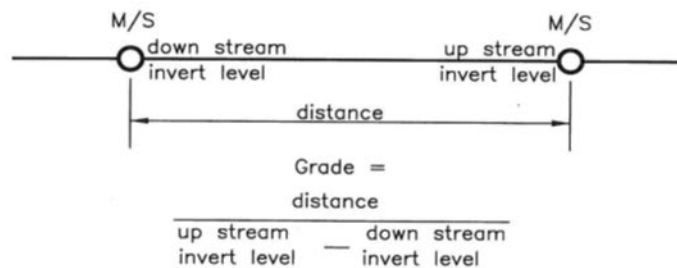 M/S M/S
down stream up stream
invert level invert level
distance
Grade =
distance
up stream — down stream
invert level invert level